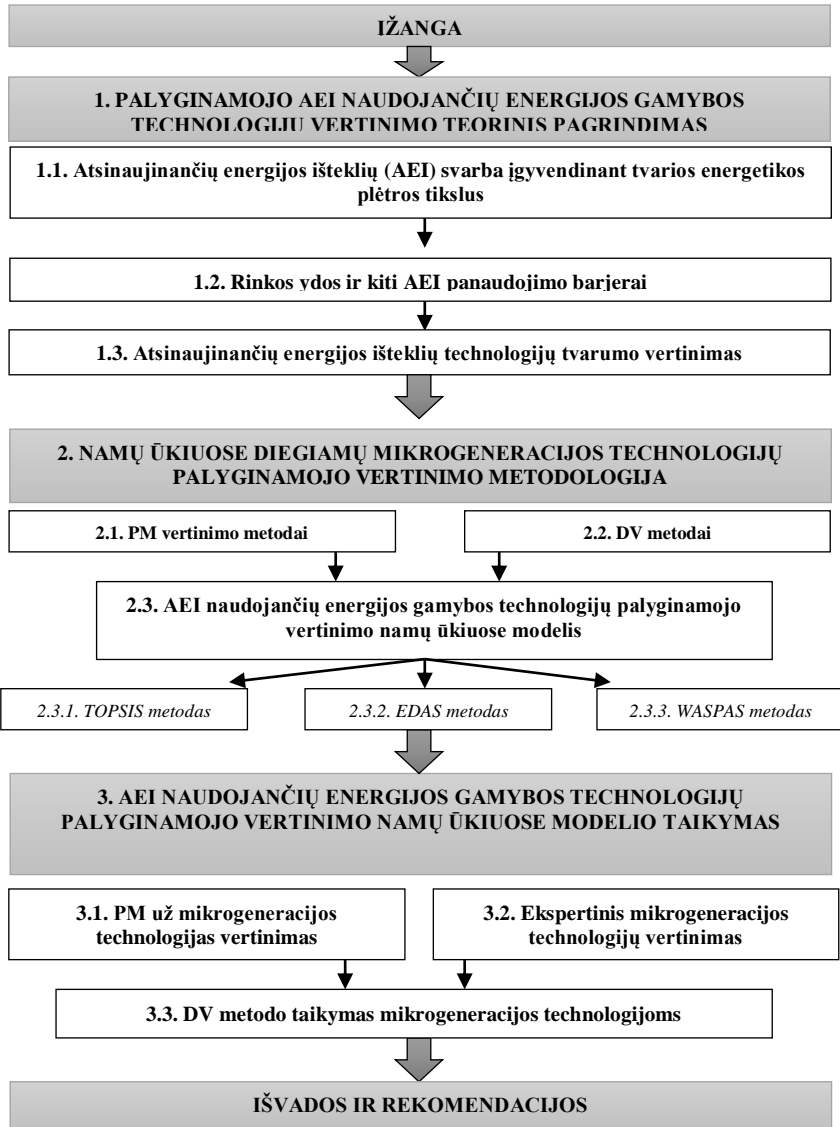 IŽANGA
1. PALYGINAMOJO AEI NAUDOJANČIŲ ENERGIJOS GAMYBOS
TECHNOLOGIJŲ VERTINIMO TEORINIS PAGRINDIMAS
1.1. Atsinaujinančių energijos išteklių (AEI) svarba įgyvendinant tvarios energetikos
plėtros tikslus
1.2. Rinkos ydos ir kiti AEI panaudojimo barjerai
1.3. Atsinaujinančių energijos išteklių technologijų tvarumo vertinimas
2. NAMŲ ŪKIUOSE DIEGIAMŲ MIKROGENERACIJOS TECHNOLOGIJŲ
PALYGINAMOJO VERTINIMO METODOLOGIJA
2.1. PM vertinimo metodai
2.2. DV metodai
2.3. AEI naudojančių energijos gamybos technologijų palyginamojo
vertinimo namų ūkiuose modelis
2.3.1. TOPSIS metodas
2.3.2. EDAS metodas
2.3.3. WASPAS metodas
3. AEI NAUDOJANČIŲ ENERGIJOS GAMYBOS TECHNOLOGIJŲ
PALYGINAMOJO VERTINIMO NAMŲ ŪKIUOSE MODELIO TAIKYMAS
3.1. PM už mikrogeneracijos
technologijas vertinimas
3.2. Ekspertinis mikrogeneracijos
technologijų vertinimas
3.3. DV metodo taikymas mikrogeneracijos technologijoms
IŠVADOS IR REKOMENDACIJOS